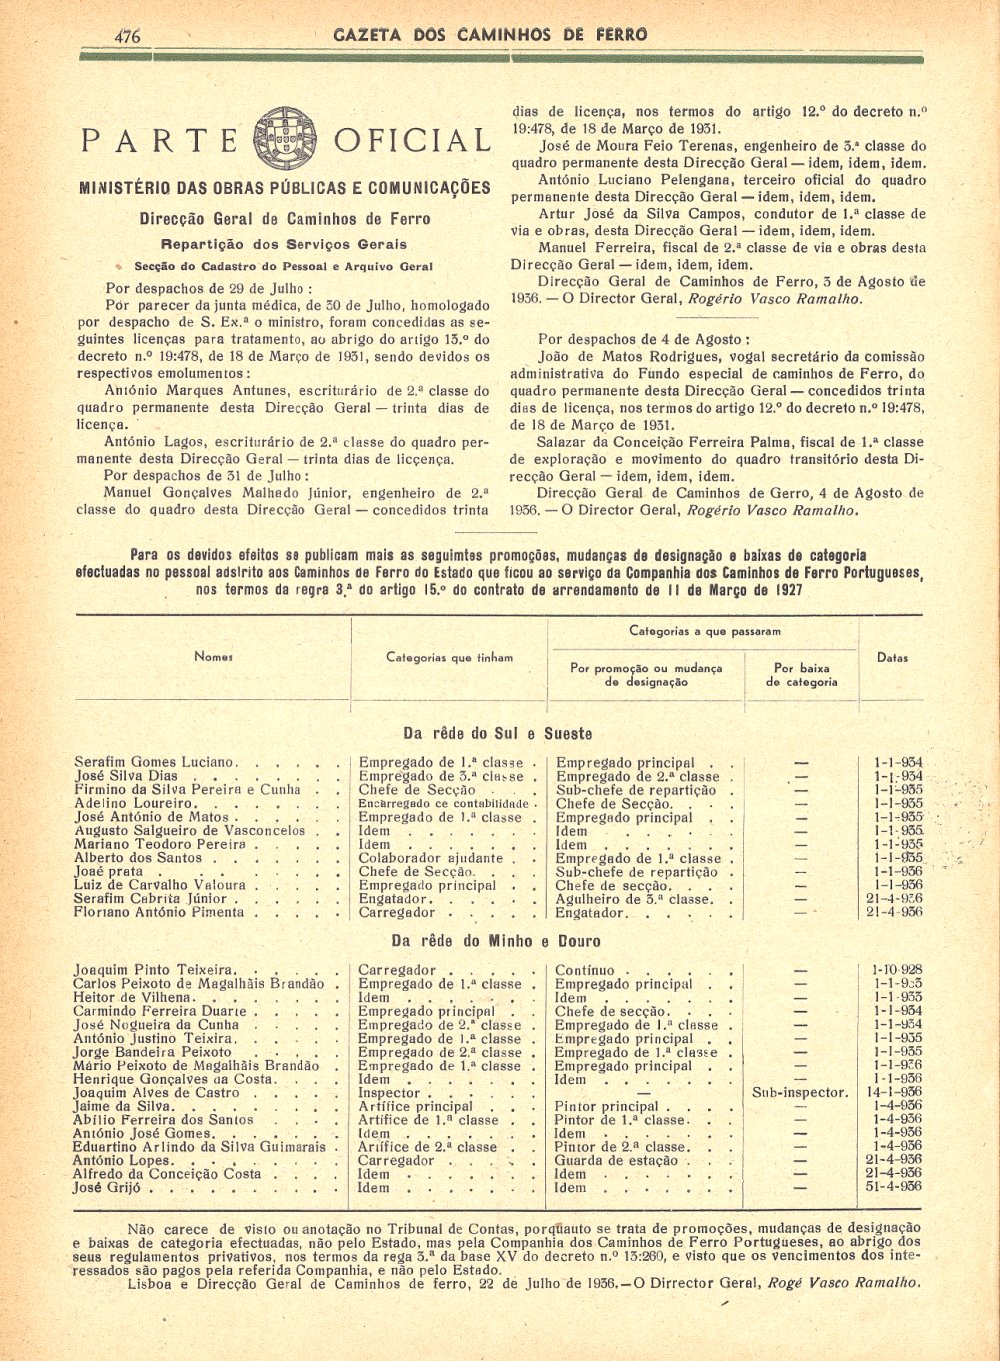 476
GAZETA DOS CAMINHOS DE FERRO
PARTE OFICIAL
MINISTÉRIO DAS OBRAS PÚBLICAS E COMUNICAÇÕES
Direcção Geral de Caminhos de Ferro
Repartição dos Serviços Gerais
Secção do Cadastro do Pessoal e Arquivo Geral
Por despachos de 29 de Julho :
Por parecer da junta médica, de 30 de Julho, homologado
por despacho de S. Ex.ª o ministro, foram concedidas as se-
guintes licenças para tratamento, ao abrigo do artigo 13.º do
decreto n.º 19:478, de 18 de Março de 1931, sendo devidos os
respectivos emolumentos :
António Marques Antunes, escriturário de 2.ª classe do
quadro permanente desta Direcção Geral — trinta dias de
licença.
António Lagos, escriturário de 2.ª classe do quadro per-
manente desta Direcção Geral — trinta dias de licçença.
Por despachos de 31 de Julho :
Manuel Gonçalves Malhado Júnior, engenheiro de 2.ª
classe do quadro desta Direcção Geral — concedidos trinta
dias de licença, nos termos do artigo 12.º do decreto n.º
19:478, de 18 de Março de 1931.
José de Moura Feio Terenas, engenheiro de 3.ª classe do
quadro permanente desta Direcção Geral — idem, idem, idem.
António Luciano Pelengana, terceiro oficial do quadro
permanente desta Direcção Geral — idem, idem, idem.
Artur José da Silva Campos, condutor de 1.ª classe de
via e obras, desta Direcção Geral — idem, idem, idem.
Manuel Ferreira, fiscal de 2.ª classe de via e obras desta
Direcção Geral — idem, idem, idem.
Direcção Geral de Caminhos de Ferro, 3 de Agosto de
1936. — O Director Geral, Rogério Vasco Ramalho.
Por despachos de 4 de Agosto :
João de Matos Rodrigues, vogal secretário da comissão
administrativa do Fundo especial de caminhos de Ferro, do
quadro permanente desta Direcção Geral — concedidos trinta
dias de licença, nos termos do artigo 12.º do decreto n.º 19:478,
de 18 de Março de 1931.
Salazar da Conceição Ferreira Palma, fiscal de 1.ª classe
de exploração e movimento do quadro transitório desta Di-
recção Geral — idem, idem, idem.
Direcção Geral de Caminhos de Gerro, 4 de Agosto de
1936. — O Director Geral, Rogério Vasco Ramalho.
Para os devidos efeitos se publicam mais as seguimtes promoções, mudanças de designação e baixas de categoria
efectuadas no pessoal adslrito aos Caminhos de Ferro do Estado que ficou ao serviço da Companhia dos Caminhos de Ferro Portugueses,
nos termos da regra 3.ª do artigo 15.º do contrato de arrendamento de 11 de Março de 1927
Nomes
Categorias que tinham
Categorias a que passaram
Por promoção ou mudança
de designação
Por baixa
de categoria
Datas
Da rêde do Sul e Sueste
Serafim Gomes Luciano. . . . . . Empregado de 1.ª classe . Empregado principal . . — 1-1-934
José Silva Dias . . . . . . . Empregado de 3.ª classe . Empregado de 2.ª classe . — 1-1-934
Firmino da Silva Pereira e Cunha . . Chefe de Secção . . . Sub-chefe de repartição . — 1-1-935
Adelino Loureiro. . . . . . . Encarregado ce contabilidade . Chefe de Secção. . . . — 1-1-935
José António de Matos . . . . . . Empregado de 1.ª classe . Empregado principal . . — 1-1-935
Augusto Salgueiro de Vasconcelos . . Idem . . . . . . Idem . . . . . — 1-1-935
Mariano Teodoro Pereira . . . . . Idem . . . . . . Idem . . . . . — 1-1-935
Alberto dos Santos . . . . . . . Colaborador ajudante . . Empregado de 1.ª classe . — 1-1-935
Joaé prata . . . . . . . Chefe de Secção. . . . Sub-chefe de repartição . — 1-1-936
Luiz de Carvalho Valoura . . . . . Empregado principal . . Chefe de secção. . . . — 1-1-936
Serafim Cabrita Júnior . . . . . . Engatador. . . . . . Agulheiro de 3.ª classe. . — 21-4-936
Floriano António Pimenta . . . . . Carregador . . . . . Engatador. . . . . . — 21-4-936
Da rêde do Minho e Douro
Joaquim Pinto Teixeira. . . . . . Carregador . . . . . Contínuo . . . . . . — 1-10-928
Carlos Peixoto de Magalhãis Brandão . Empregado de 1.ª classe . Empregado principal . . — 1-1-933
Heitor de Vilhena. . . . . . . . Idem . . . . . . Idem . . . . . . — 1-1-933
Carmindo Ferreira Duarte . . . . . Empregado principal . . Chefe de secção. . . . — 1-1-934
José Nogueira da Cunha . . . . . Empregado de 2.ª classe . Empregado de 1.ª classe . — 1-1-934
António Justino Teixira. . . . . . Empregado de 1.ª classe . Empregado principal . . — 1-1-935
Jorge Bandeira Peixoto . . . . . Empregado de 2.ª classe . Empregado de 1.ª classe . — 1-1-935
Mário Peixoto de Magalhãis Brandão . Empregado de 1.ª classe . Empregado principal . . — 1-1-936
Henrique Gonçalves da Costa. . . . Idem . . . . . . Idem . . . . . . — 1-1-936
Joaquim Alves de Castro . . . . . Inspector . . . . . . — Sub-inspector. 14-1-936
Jaime da Silva. . . . . . . . . Artífice principal . . . Pintor principal . . . . — 1-4-936
Abílio Ferreira dos Santos . . . . Artífice de 1.ª classe . . Pintor de 1.ª classe. . . — 1-4-936
António José Gomes. . . . . . . Idem . . . . . . Idem . . . . . . — 1-4-936
Eduartino Arlindo da Silva Guimarais . Artífice de 2.ª classe . . Pintor de 2.ª classe. . . — 1-4-936
António Lopes. . . . . . . . . Carregador . . . . . Guarda de estação . . . — 21-4-936
Alfredo da Conceição Costa . . . . Idem . . . . . . Idem . . . . . . — 21-4-936
José Grijó . . . . . . . . . . Idem . . . . . . Idem . . . . . . — 51-4-936
Não carece de visto ou anotação no Tribunal de Contas, porquauto se trata de promoções, mudanças de designação
e baixas de categoria efectuadas, não pelo Estado, mas pela Companhia dos Caminhos de Ferro Portugueses, ao abrigo dos
seus regulamentos privativos, nos termos da rega 3.ª da base XV do decreto n.º 13:260, e visto que os vencimentos dos inte-
ressados são pagos pela referida Companhia, e não pelo Estado.
Lisboa e Direcção Geral de Caminhos de ferro, 22 de Julho de 1936.—O Dirrector Geral, Rogé Vasco Ramalho.